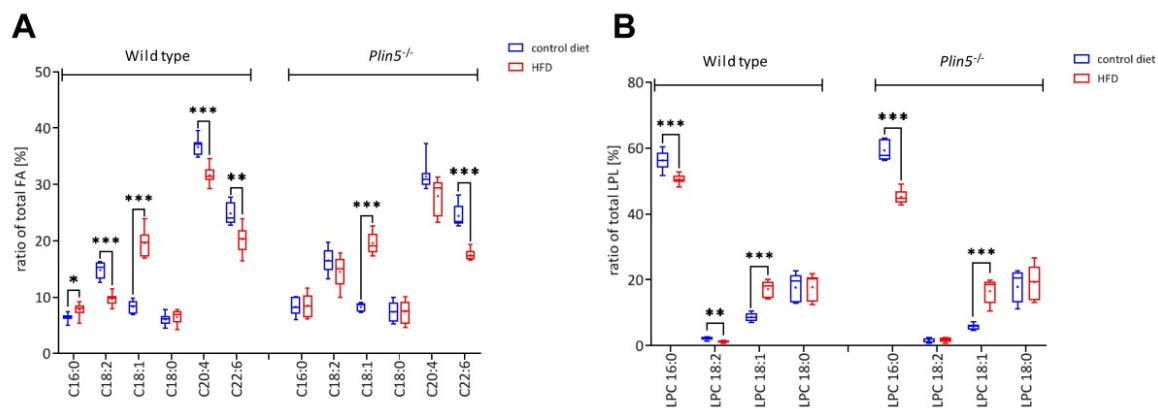 A
Wild type
Plin5-/-
control diet
HFD
ratio of total FA [%]
50
40
30
20
10
0
*
***
***
***
**
***
***
C16:0
C18:2
C18:1
C18:0
C20:4
C22:6
C16:0
C18:2
C18:1
C18:0
C20:4
C22:6
B
Wild type
Plin5-/-
control diet
HFD
ratio of total LPL [%]
80
60
40
20
0
***
**
***
***
***
LPC 16:0
LPC 18:2
LPC 18:1
LPC 18:0
LPC 16:0
LPC 18:2
LPC 18:1
LPC 18:0